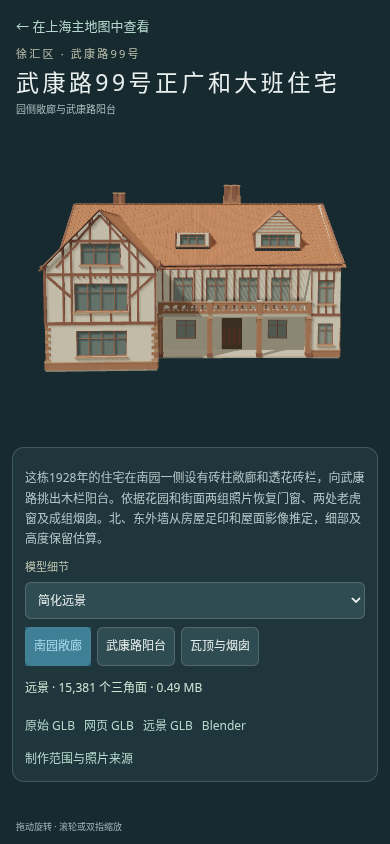 ← 在上海主地图中查看
徐汇区 · 武康路99号
武康路99号正广和大班住宅
园侧敞廊与武康路阳台
这栋1928年的住宅在南园一侧设有砖柱敞廊和透花砖栏，向武康
路挑出木栏阳台。依据花园和街面两组照片恢复门窗、两处老虎
窗及成组烟囱。北、东外墙从房屋足印和屋面影像推定，细部及
高度保留估算。
模型细节
简化远景
南园敞廊 武康路阳台 瓦顶与烟囱
远景 · 15,381 个三角面 · 0.49 MB
原始 GLB 网页 GLB 远景 GLB Blender
制作范围与照片来源
拖动旋转 · 滚轮或双指缩放